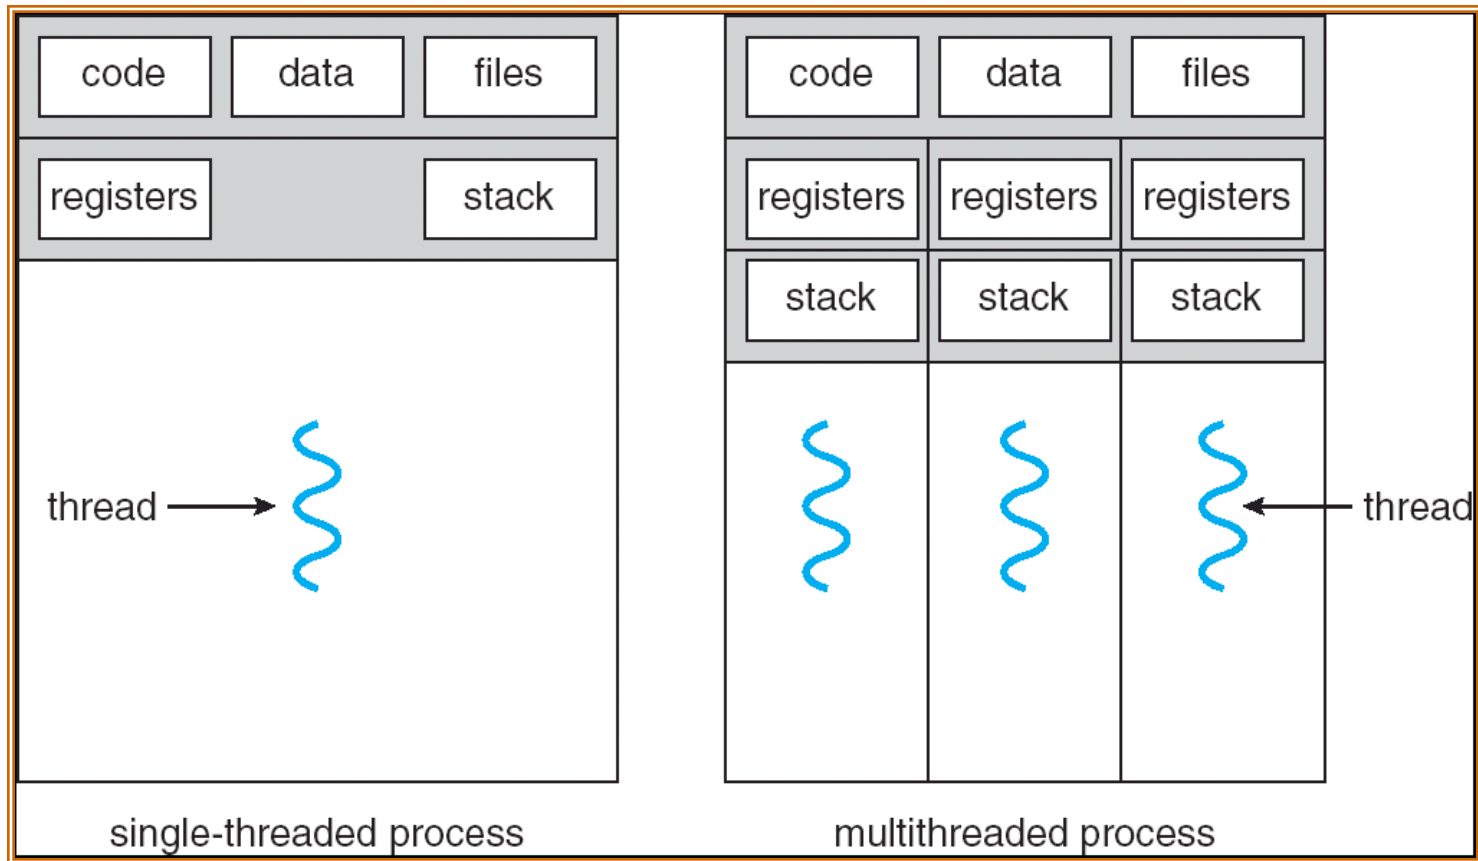 code data files
registers stack
thread
single-threaded process
code data files
registers registers registers
stack stack stack
thread
multithreaded process